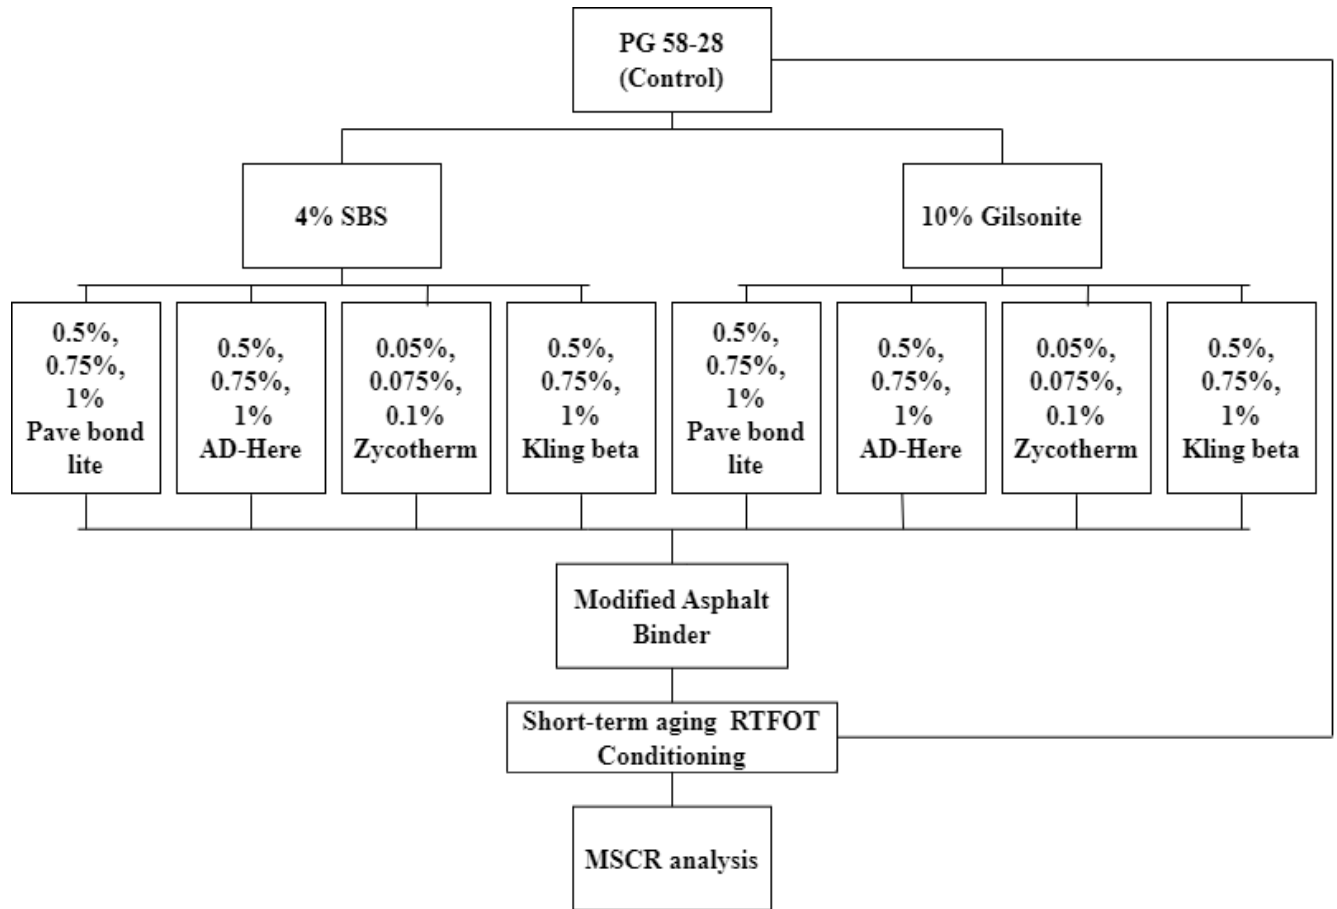 PG 58-28
(Control)
4% SBS
10% Gilsonite
0.5%,
0.75%,
1%
Pave bond
lite
0.5%,
0.75%,
1%
AD-Here
0.05%,
0.075%,
0.1%
Zycotherm
0.5%,
0.75%,
1%
Kling beta
0.5%,
0.75%,
1%
Pave bond
lite
0.5%,
0.75%,
1%
AD-Here
0.05%,
0.075%,
0.1%
Zycotherm
0.5%,
0.75%,
1%
Kling beta
Modified Asphalt
Binder
Short-term aging RTFOT
Conditioning
MSCR analysis